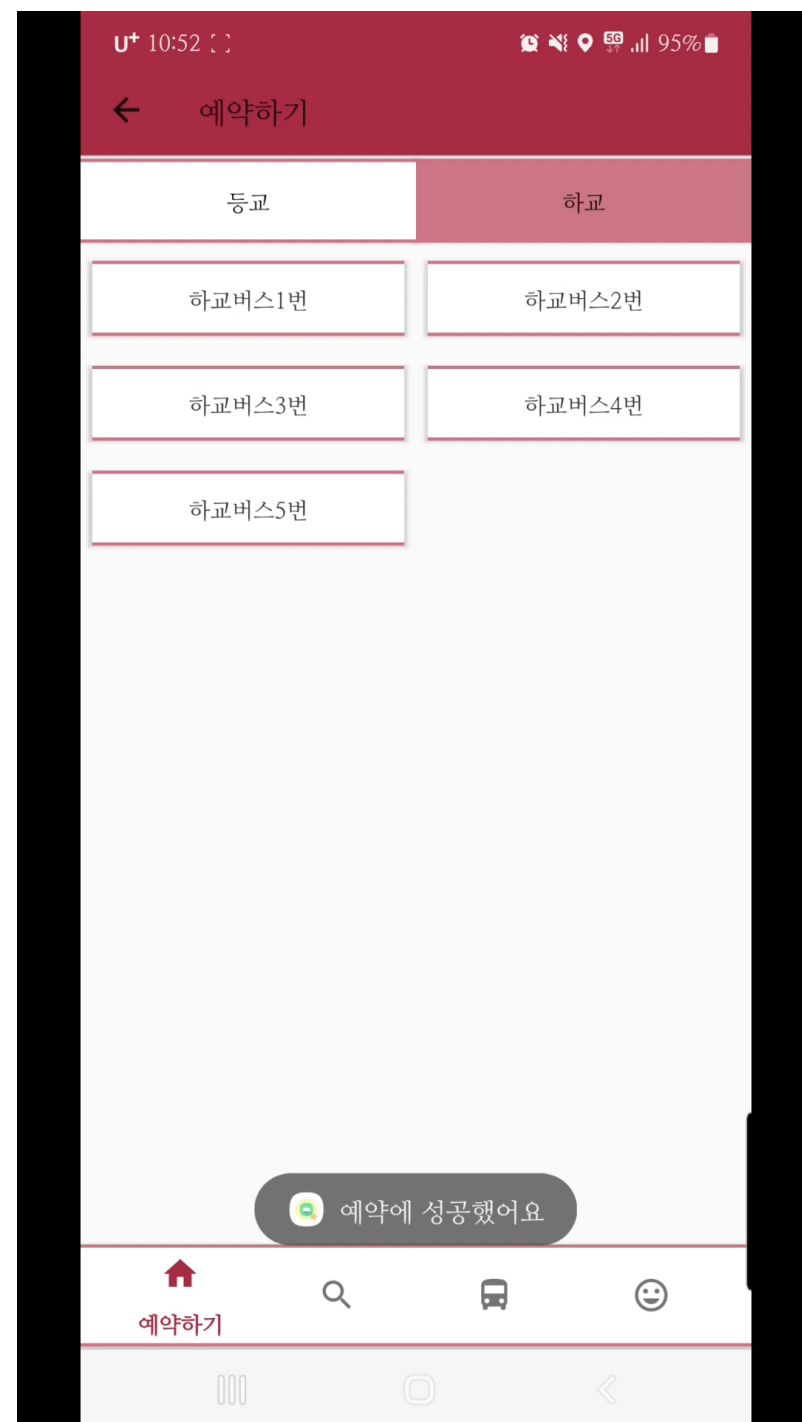 U+ 10:52 5G 95%
예약하기
등교 하교
하교버스1번 하교버스2번
하교버스3번 하교버스4번
하교버스5번
예약에 성공했어요
예약하기